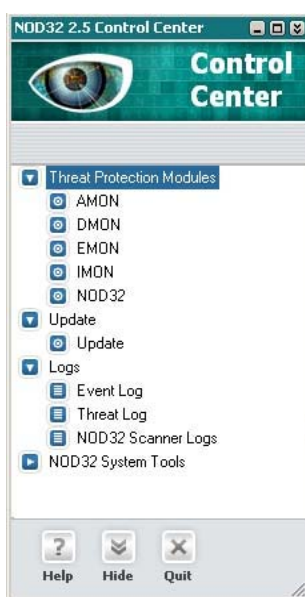 NOD32 2.5 Control Center
Control
Center
Threat Protection Modules
AMON
DMON
EMON
IMON
NOD32
Update
Update
Logs
Event Log
Threat Log
NOD32 Scanner Logs
NOD32 System Tools
?
Help Hide Quit